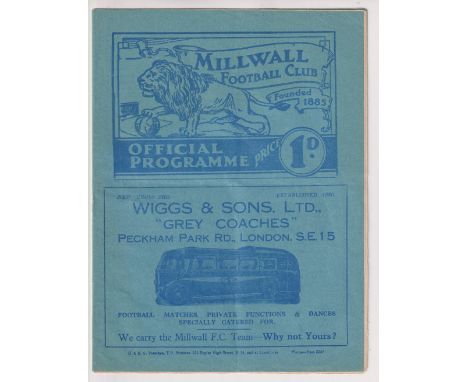 MILLWALL
FOOTBALL CLUB
Founded
1885
OFFICIAL
PROGRAMME
PRICE
1D.
ESTABLISHED
WIGGS & SONS. LTD.,
"GREY COACHES"
PECKHAM PARK RD., LONDON. S.E.15
FOOTBALL MATCHES, PRIVATE FUNCTIONS & DANCES
SPECIALLY CATERED FOR.
We carry the Millwall F.C. Team—Why not Yours?